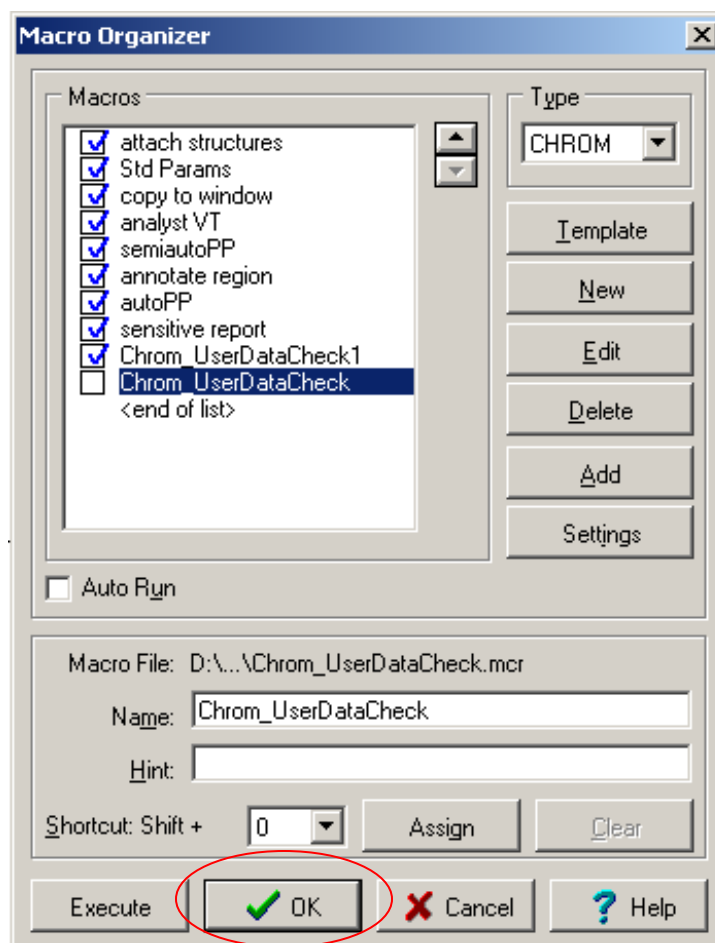 Macro Organizer
Macros
attach structures
Std Params
copy to window
analyst VT
semiautoPP
annotate region
autoPP
sensitive report
Chrom_UserDataCheck1
Chrom_UserDataCheck
<end of list>
Type
CHROM
Template
New
Edit
Delete
Add
Settings
Auto Run
Macro File: D:\...\Chrom_UserDataCheck.mcr
Name: Chrom_UserDataCheck
Hint:
Shortcut: Shift + 0 Assign Clear
Execute OK Cancel Help